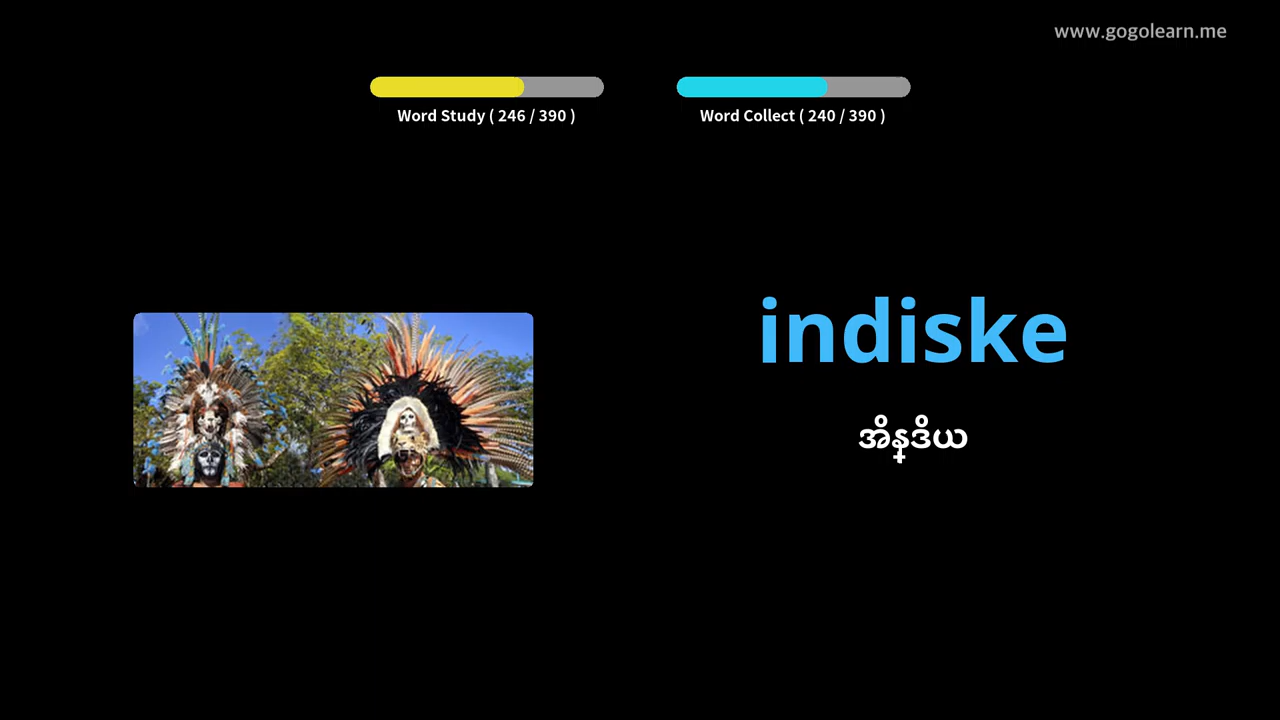 www.gogolearn.me
Word Study ( 246 / 390 )
Word Collect ( 240 / 390 )
indiske
အိန္ဒိယ